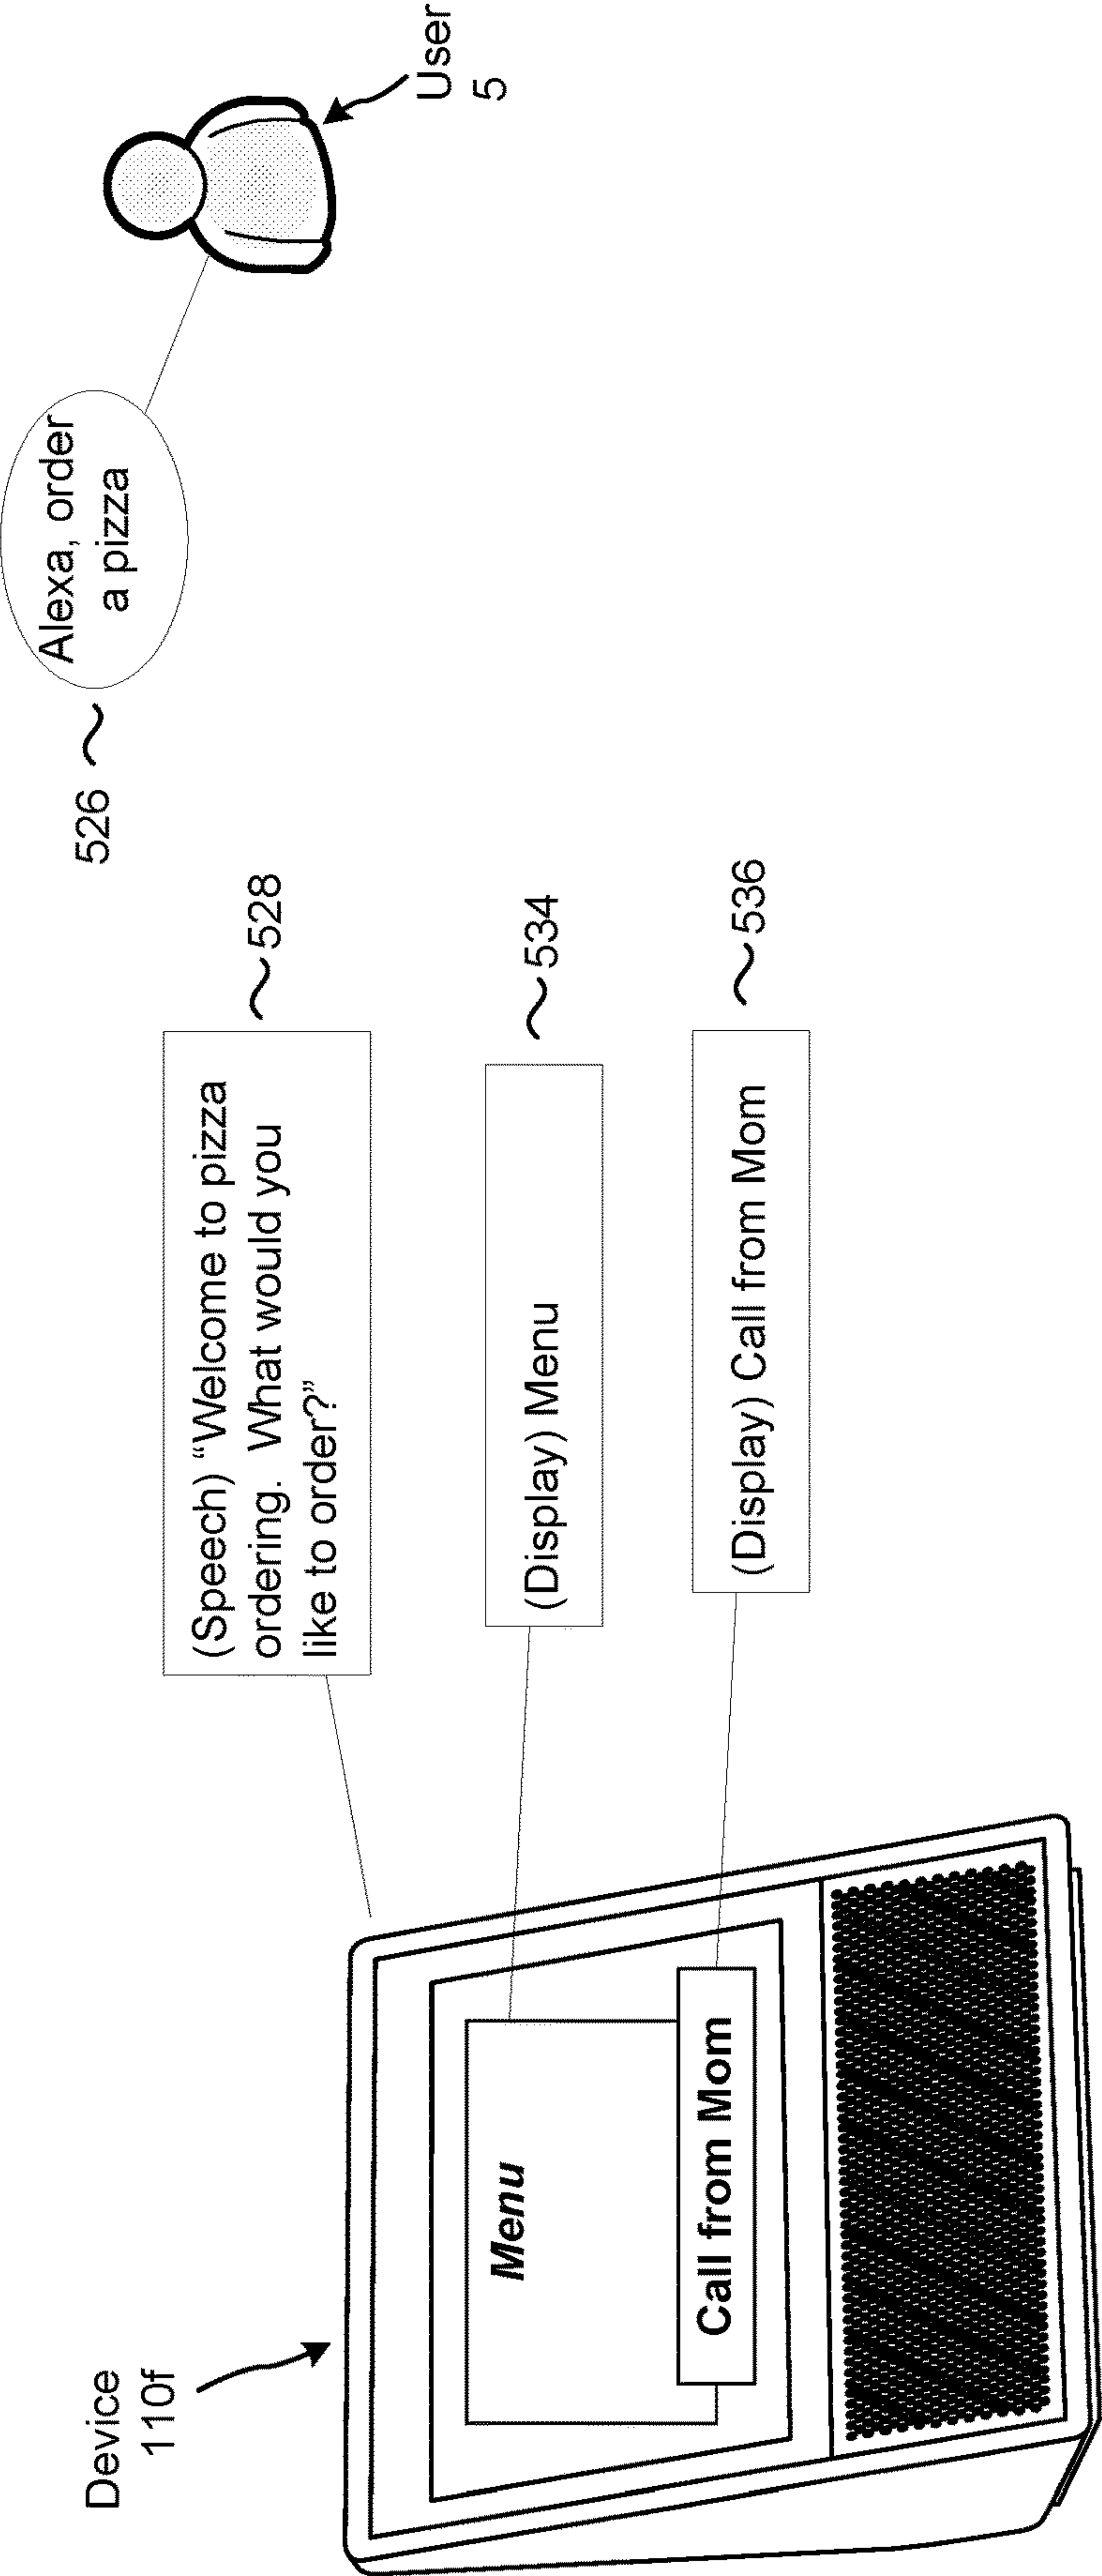 Device
110f
Menu
Call from Mom
(Speech) “Welcome to pizza
ordering.  What would you
like to order?”
528
(Display) Menu
534
(Display) Call from Mom
536
526
Alexa, order
a pizza
User
5